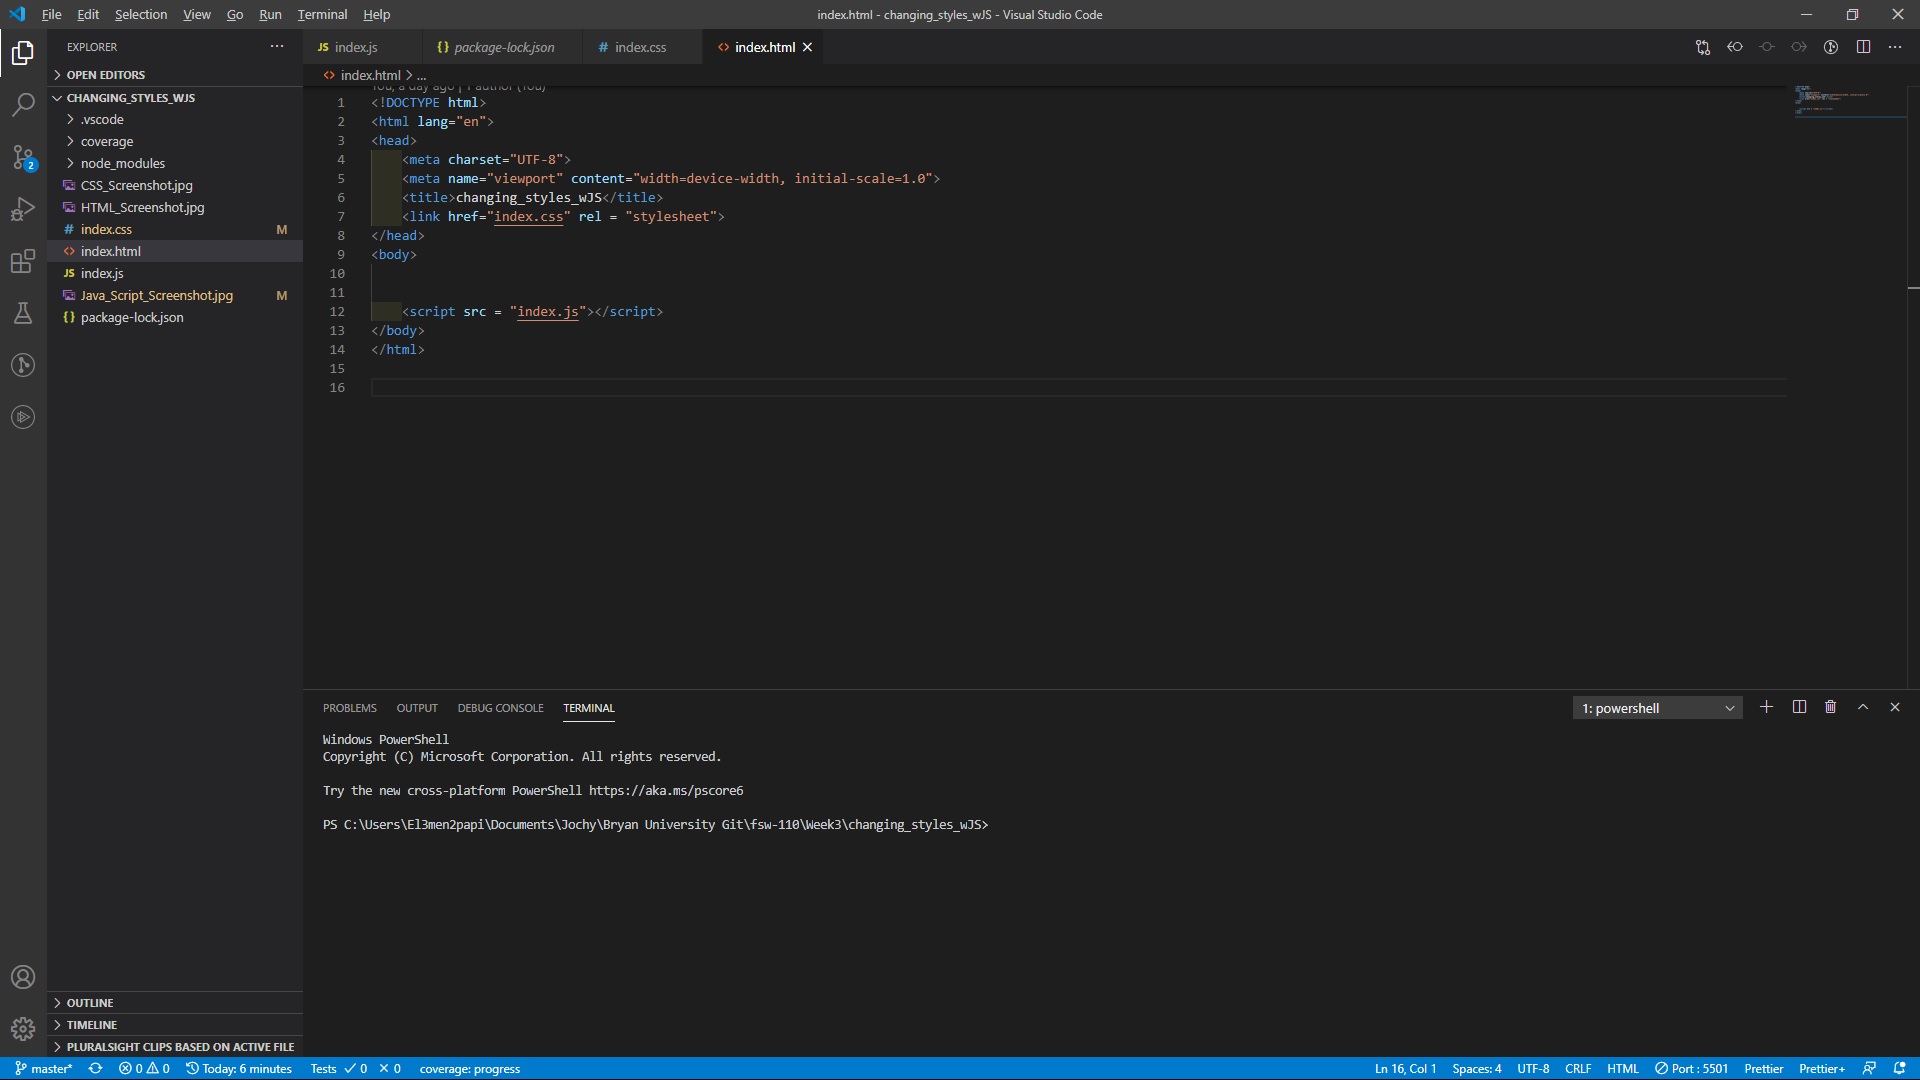 File Edit Selection View Go Run Terminal Help
index.html - changing_styles_wJS - Visual Studio Code
EXPLORER
OPEN EDITORS
CHANGING_STYLES_WJS
.vscode
coverage
node_modules
CSS_Screenshot.jpg
HTML_Screenshot.jpg
# index.css M
<> index.html
JS index.js
Java_Script_Screenshot.jpg M
{} package-lock.json
OUTLINE
TIMELINE
PLURALSIGHT CLIPS BASED ON ACTIVE FILE
2
JS index.js {} package-lock.json # index.css <> index.html
<> index.html > ...
You, a day ago | 1 author (You)
1 <!DOCTYPE html>
2 <html lang="en">
3 <head>
4 <meta charset="UTF-8">
5 <meta name="viewport" content="width=device-width, initial-scale=1.0">
6 <title>changing_styles_wJS</title>
7 <link href="index.css" rel = "stylesheet">
8 </head>
9 <body>
10
11
12 <script src = "index.js"></script>
13 </body>
14 </html>
15
16
PROBLEMS OUTPUT DEBUG CONSOLE TERMINAL
1: powershell
Windows PowerShell
Copyright (C) Microsoft Corporation. All rights reserved.
Try the new cross-platform PowerShell https://aka.ms/pscore6
PS C:\Users\El3men2papi\Documents\Jochy\Bryan University Git\fsw-110\Week3\changing_styles_wJS>
master* 0 0 Today: 6 minutes Tests 0 0 coverage: progress
Ln 16, Col 1 Spaces: 4 UTF-8 CRLF HTML Port : 5501 Prettier Prettier+